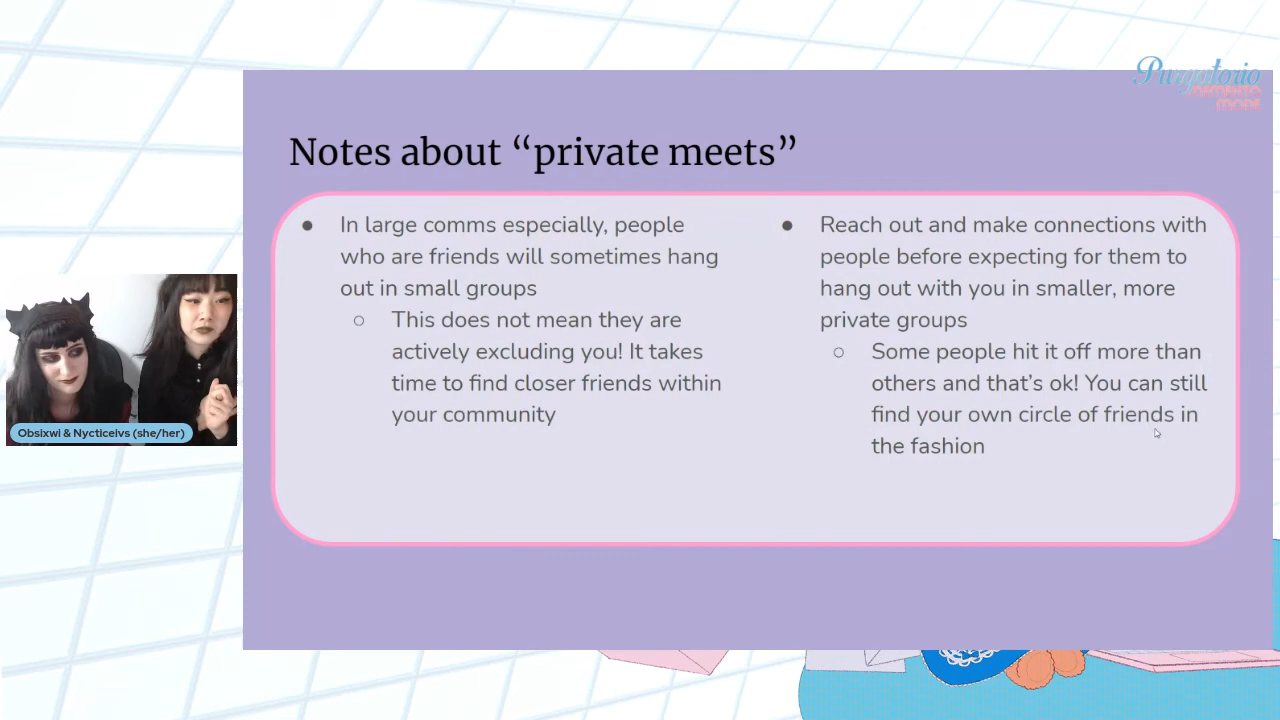 Purgatorio
MEMENTO
MODE
Notes about “private meets”
● In large comms especially, people
who are friends will sometimes hang
out in small groups
○ This does not mean they are
actively excluding you! It takes
time to find closer friends within
your community
● Reach out and make connections with
people before expecting for them to
hang out with you in smaller, more
private groups
○ Some people hit it off more than
others and that’s ok! You can still
find your own circle of friends in
the fashion
Obsixwi & Nycticeivs (she/her)